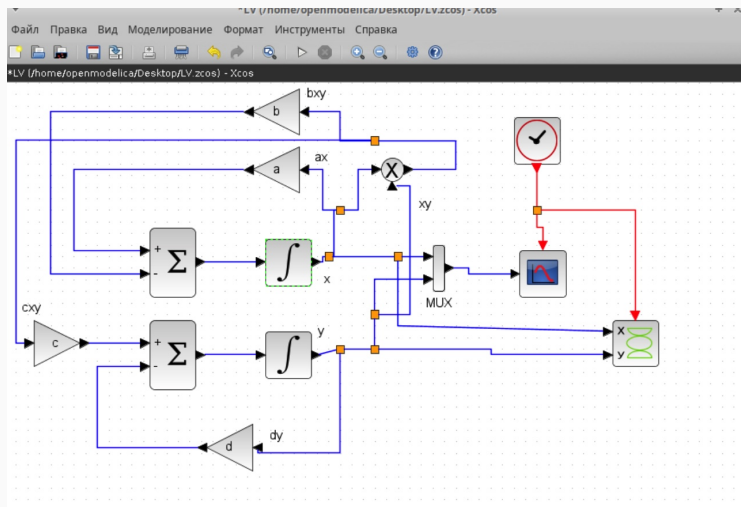 *LV (/home/openmodelica/Desktop/LV.zcos) - Xcos
Файл Правка Вид Моделирование Формат Инструменты Справка
*LV (/home/openmodelica/Desktop/LV.zcos) - Xcos
bxy
b
ax
a
X
xy
+
-
Σ
∫
x
MUX
cxy
c
+
-
Σ
∫
y
X
Y
d
dy